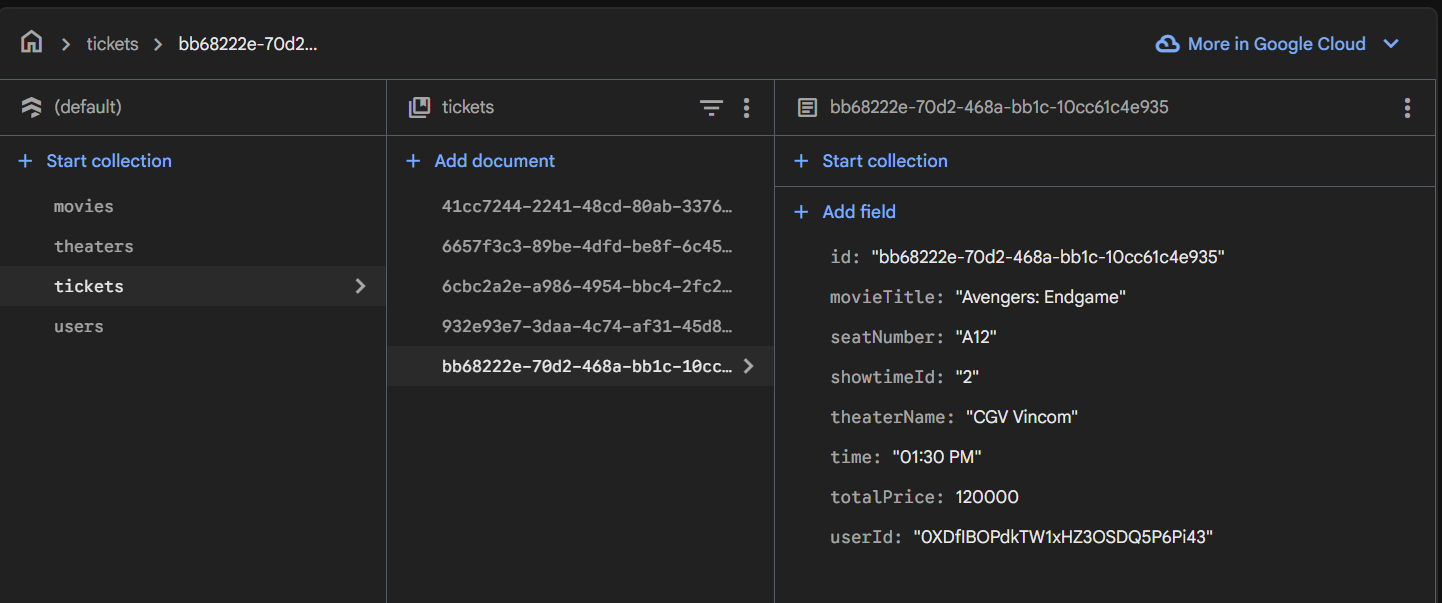 tickets > bb68222e-70d2... More in Google Cloud
(default)
Start collection
movies
theaters
tickets
users
tickets
Add document
41cc7244-2241-48cd-80ab-3376…
6657f3c3-89be-4dfd-be8f-6c45…
6cbc2a2e-a986-4954-bbc4-2fc2…
932e93e7-3daa-4c74-af31-45d8…
bb68222e-70d2-468a-bb1c-10cc…
bb68222e-70d2-468a-bb1c-10cc61c4e935
Start collection
Add field
id: "bb68222e-70d2-468a-bb1c-10cc61c4e935"
movieTitle: "Avengers: Endgame"
seatNumber: "A12"
showtimeId: "2"
theaterName: "CGV Vincom"
time: "01:30 PM"
totalPrice: 120000
userId: "0XDfIBOPdkTW1xHZ3OSDQ5P6Pi43"